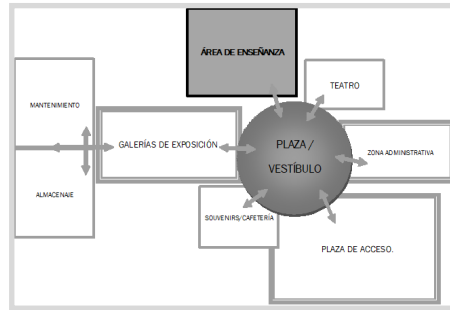 ÁREA DE ENSEÑANZA
TEATRO
MANTENIMIENTO
GALERÍAS DE EXPOSICIÓN
PLAZA /
VESTÍBULO
ZONA ADMINISTRATIVA
ALMACENAJE
SOUVENIRS/CAFETERÍA
PLAZA DE ACCESO.